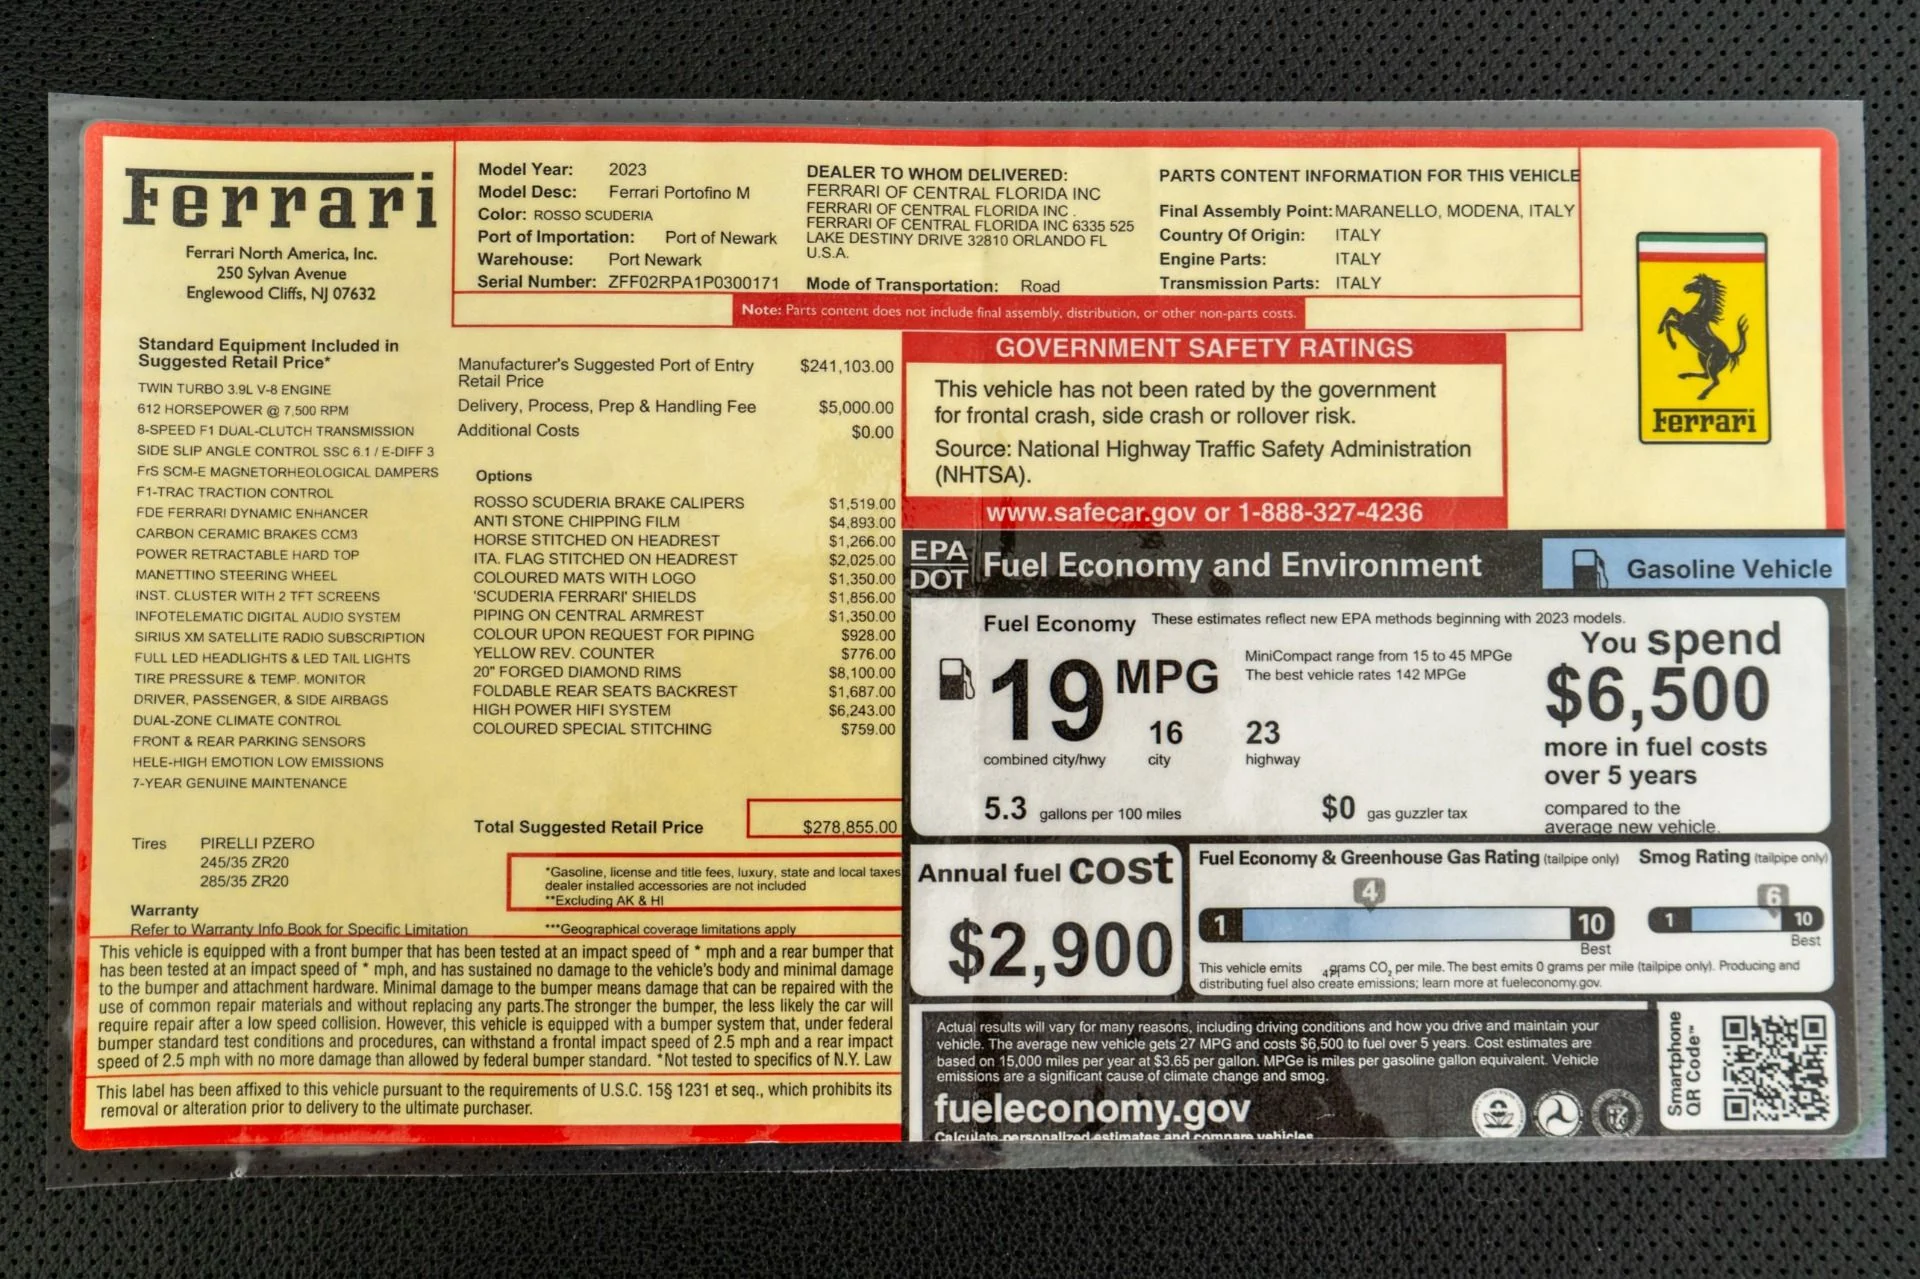 Ferrari
Ferrari North America, Inc.
250 Sylvan Avenue
Englewood Cliffs, NJ 07632
Model Year: 2023
Model Desc: Ferrari Portofino M
Color: ROSSO SCUDERIA
Port of Importation: Port of Newark
Warehouse: Port Newark
Serial Number: ZFF02RPA1P0300171
DEALER TO WHOM DELIVERED:
FERRARI OF CENTRAL FLORIDA INC
FERRARI OF CENTRAL FLORIDA INC .
FERRARI OF CENTRAL FLORIDA INC 6335 525
LAKE DESTINY DRIVE 32810 ORLANDO FL
U.S.A.
Mode of Transportation: Road
PARTS CONTENT INFORMATION FOR THIS VEHICLE
Final Assembly Point: MARANELLO, MODENA, ITALY
Country Of Origin: ITALY
Engine Parts: ITALY
Transmission Parts: ITALY
Note: Parts content does not include final assembly, distribution, or other non-parts costs.
Ferrari
Standard Equipment Included in
Suggested Retail Price*
TWIN TURBO 3.9L V-8 ENGINE
612 HORSEPOWER @ 7,500 RPM
8-SPEED F1 DUAL-CLUTCH TRANSMISSION
SIDE SLIP ANGLE CONTROL SSC 6.1 / E-DIFF 3
FrS SCM-E MAGNETORHEOLOGICAL DAMPERS
F1-TRAC TRACTION CONTROL
FDE FERRARI DYNAMIC ENHANCER
CARBON CERAMIC BRAKES CCM3
POWER RETRACTABLE HARD TOP
MANETTINO STEERING WHEEL
INST. CLUSTER WITH 2 TFT SCREENS
INFOTELEMATIC DIGITAL AUDIO SYSTEM
SIRIUS XM SATELLITE RADIO SUBSCRIPTION
FULL LED HEADLIGHTS & LED TAIL LIGHTS
TIRE PRESSURE & TEMP. MONITOR
DRIVER, PASSENGER, & SIDE AIRBAGS
DUAL-ZONE CLIMATE CONTROL
FRONT & REAR PARKING SENSORS
HELE-HIGH EMOTION LOW EMISSIONS
7-YEAR GENUINE MAINTENANCE
Tires PIRELLI PZERO
245/35 ZR20
285/35 ZR20
Warranty
Refer to Warranty Info Book for Specific Limitation
Manufacturer's Suggested Port of Entry $241,103.00
Retail Price
Delivery, Process, Prep & Handling Fee $5,000.00
Additional Costs $0.00
Options
ROSSO SCUDERIA BRAKE CALIPERS $1,519.00
ANTI STONE CHIPPING FILM $4,893.00
HORSE STITCHED ON HEADREST $1,266.00
ITA. FLAG STITCHED ON HEADREST $2,025.00
COLOURED MATS WITH LOGO $1,350.00
'SCUDERIA FERRARI' SHIELDS $1,856.00
PIPING ON CENTRAL ARMREST $1,350.00
COLOUR UPON REQUEST FOR PIPING $928.00
YELLOW REV. COUNTER $776.00
20" FORGED DIAMOND RIMS $8,100.00
FOLDABLE REAR SEATS BACKREST $1,687.00
HIGH POWER HIFI SYSTEM $6,243.00
COLOURED SPECIAL STITCHING $759.00
Total Suggested Retail Price $278,855.00
*Gasoline, license and title fees, luxury, state and local taxes
dealer installed accessories are not included
**Excluding AK & HI
***Geographical coverage limitations apply
This vehicle is equipped with a front bumper that has been tested at an impact speed of * mph and a rear bumper that
has been tested at an impact speed of * mph, and has sustained no damage to the vehicle's body and minimal damage
to the bumper and attachment hardware. Minimal damage to the bumper means damage that can be repaired with the
use of common repair materials and without replacing any parts.The stronger the bumper, the less likely the car will
require repair after a low speed collision. However, this vehicle is equipped with a bumper system that, under federal
bumper standard test conditions and procedures, can withstand a frontal impact speed of 2.5 mph and a rear impact
speed of 2.5 mph with no more damage than allowed by federal bumper standard. *Not tested to specifics of N.Y. Law
This label has been affixed to this vehicle pursuant to the requirements of U.S.C. 15§ 1231 et seq., which prohibits its
removal or alteration prior to delivery to the ultimate purchaser.
GOVERNMENT SAFETY RATINGS
This vehicle has not been rated by the government
for frontal crash, side crash or rollover risk.
Source: National Highway Traffic Safety Administration
(NHTSA).
www.safecar.gov or 1-888-327-4236
EPA
DOT
Fuel Economy and Environment
Gasoline Vehicle
Fuel Economy
These estimates reflect new EPA methods beginning with 2023 models.
19 MPG
combined city/hwy
16
city
23
highway
MiniCompact range from 15 to 45 MPGe
The best vehicle rates 142 MPGe
5.3 gallons per 100 miles
$0 gas guzzler tax
You spend
$6,500
more in fuel costs
over 5 years
compared to the
average new vehicle.
Annual fuel cost
$2,900
Fuel Economy & Greenhouse Gas Rating (tailpipe only)
4
1 10
Best
Smog Rating (tailpipe only)
6
1 10
Best
This vehicle emits grams CO2 per mile. The best emits 0 grams per mile (tailpipe only). Producing and
distributing fuel also create emissions; learn more at fueleconomy.gov.
Actual results will vary for many reasons, including driving conditions and how you drive and maintain your
vehicle. The average new vehicle gets 27 MPG and costs $6,500 to fuel over 5 years. Cost estimates are
based on 15,000 miles per year at $3.65 per gallon. MPGe is miles per gasoline gallon equivalent. Vehicle
emissions are a significant cause of climate change and smog.
fueleconomy.gov
Calculate personalized estimates and compare vehicles
Smartphone
QR Code™